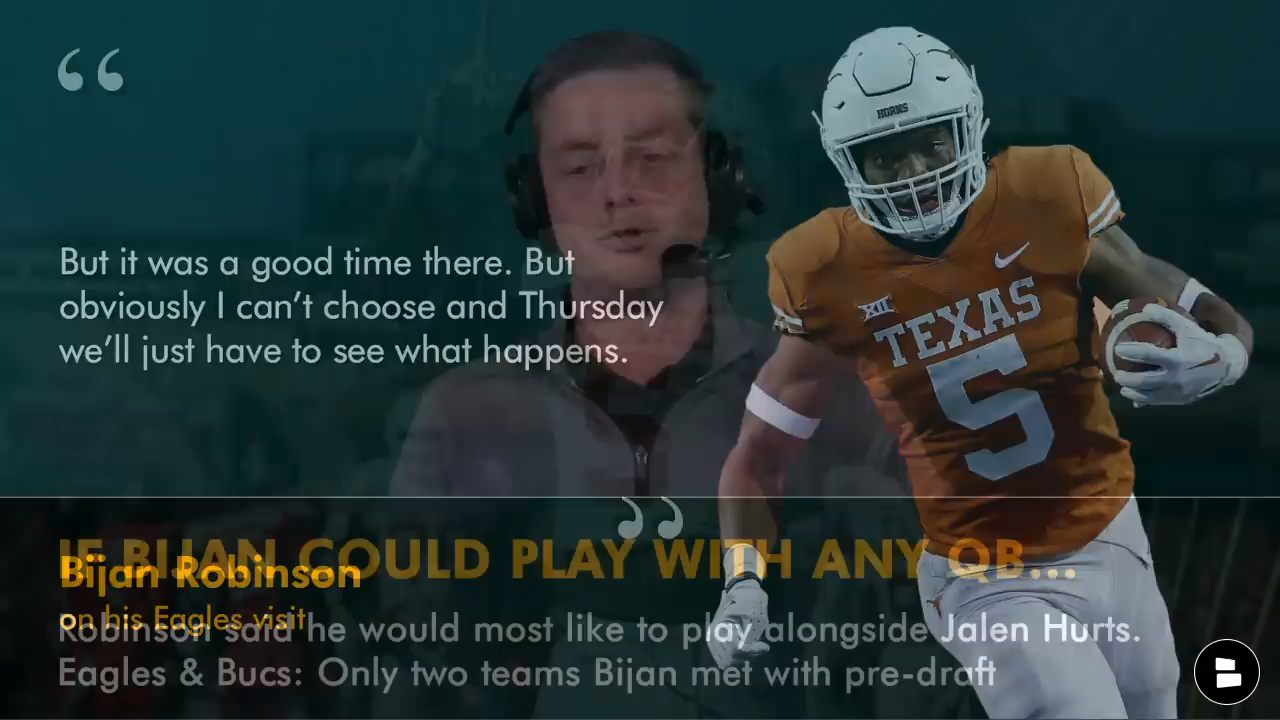 “
But it was a good time there. But
obviously I can’t choose and Thursday
we’ll just have to see what happens.
”
IF BIJAN COULD PLAY WITH ANY QB...
Bijan Robinson
on his Eagles visit
Robinson said he would most like to play alongside Jalen Hurts.
Eagles & Bucs: Only two teams Bijan met with pre-draft
HORNS
XII
TEXAS
5